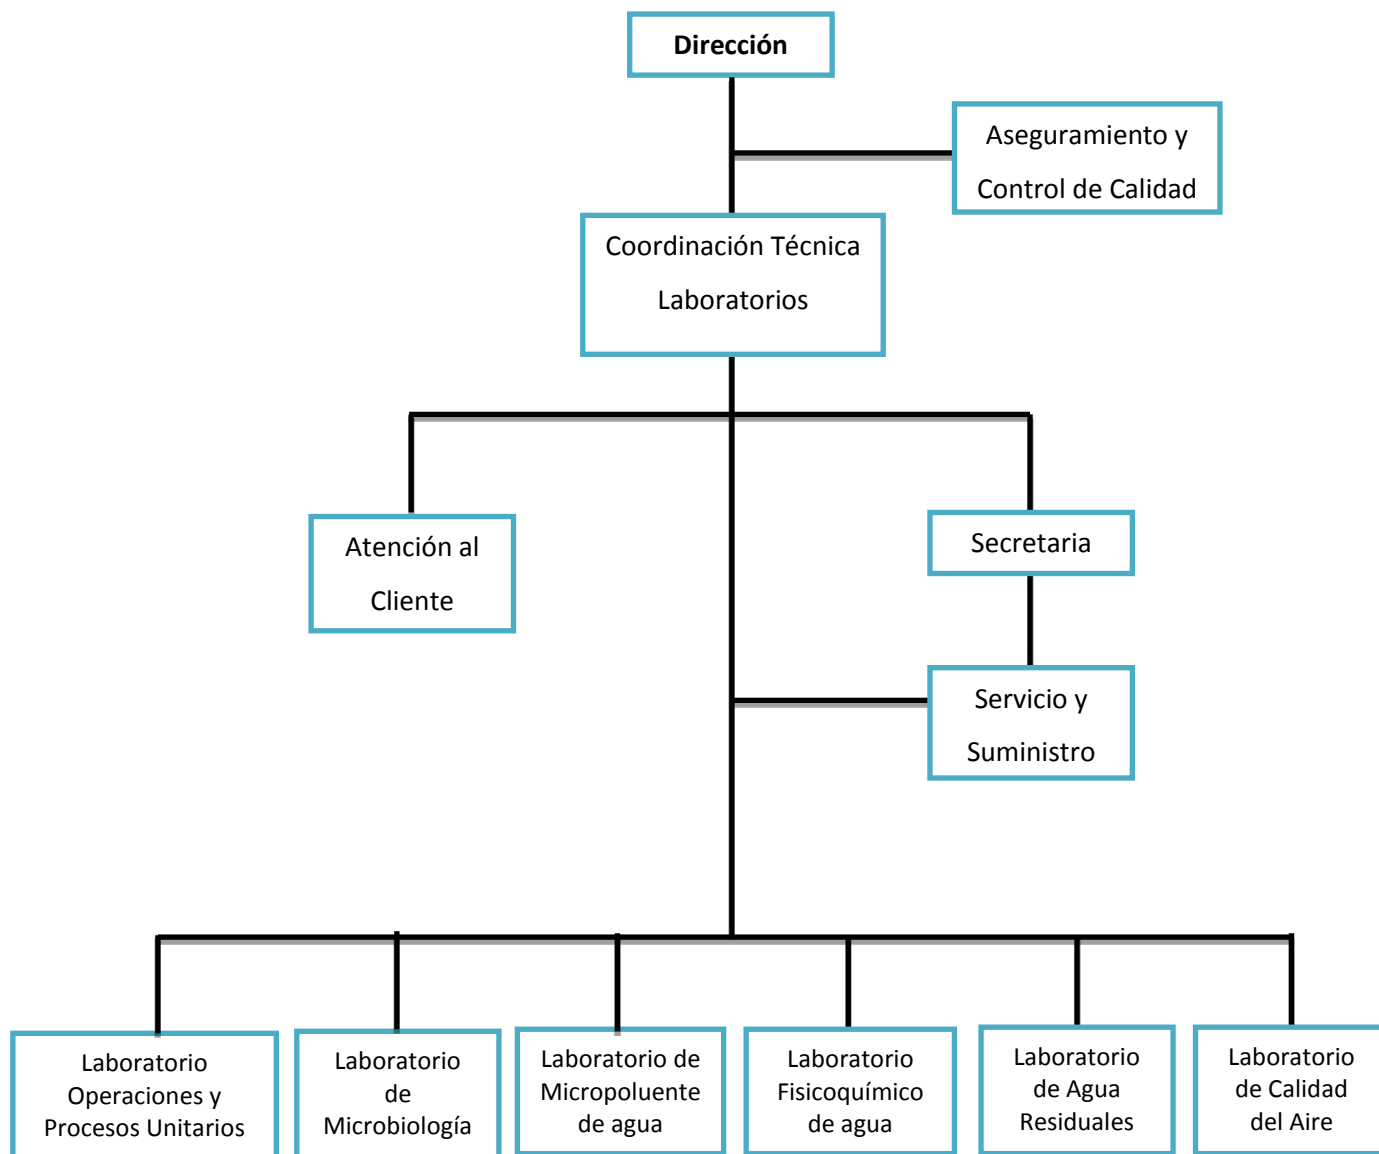 Dirección
Aseguramiento y
Control de Calidad
Coordinación Técnica
Laboratorios
Atención al
Cliente
Secretaria
Servicio y
Suministro
Laboratorio
Operaciones y
Procesos Unitarios
Laboratorio
de
Microbiología
Laboratorio de
Micropoluente
de agua
Laboratorio
Fisicoquímico
de agua
Laboratorio
de Agua
Residuales
Laboratorio
de Calidad
del Aire